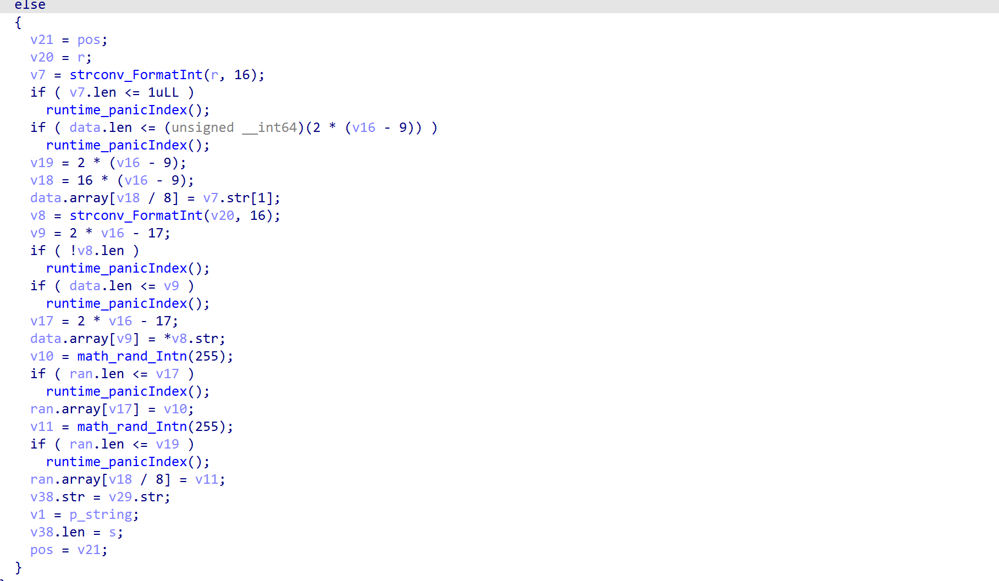 else
{
v21 = pos;
v20 = r;
v7 = strconv_FormatInt(r, 16);
if ( v7.len <= 1uLL )
runtime_panicIndex();
if ( data.len <= (unsigned __int64)(2 * (v16 - 9)) )
runtime_panicIndex();
v19 = 2 * (v16 - 9);
v18 = 16 * (v16 - 9);
data.array[v18 / 8] = v7.str[1];
v8 = strconv_FormatInt(v20, 16);
v9 = 2 * v16 - 17;
if ( !v8.len )
runtime_panicIndex();
if ( data.len <= v9 )
runtime_panicIndex();
v17 = 2 * v16 - 17;
data.array[v9] = *v8.str;
v10 = math_rand_Intn(255);
if ( ran.len <= v17 )
runtime_panicIndex();
ran.array[v17] = v10;
v11 = math_rand_Intn(255);
if ( ran.len <= v19 )
runtime_panicIndex();
ran.array[v18 / 8] = v11;
v38.str = v29.str;
v1 = p_string;
v38.len = s;
pos = v21;
}